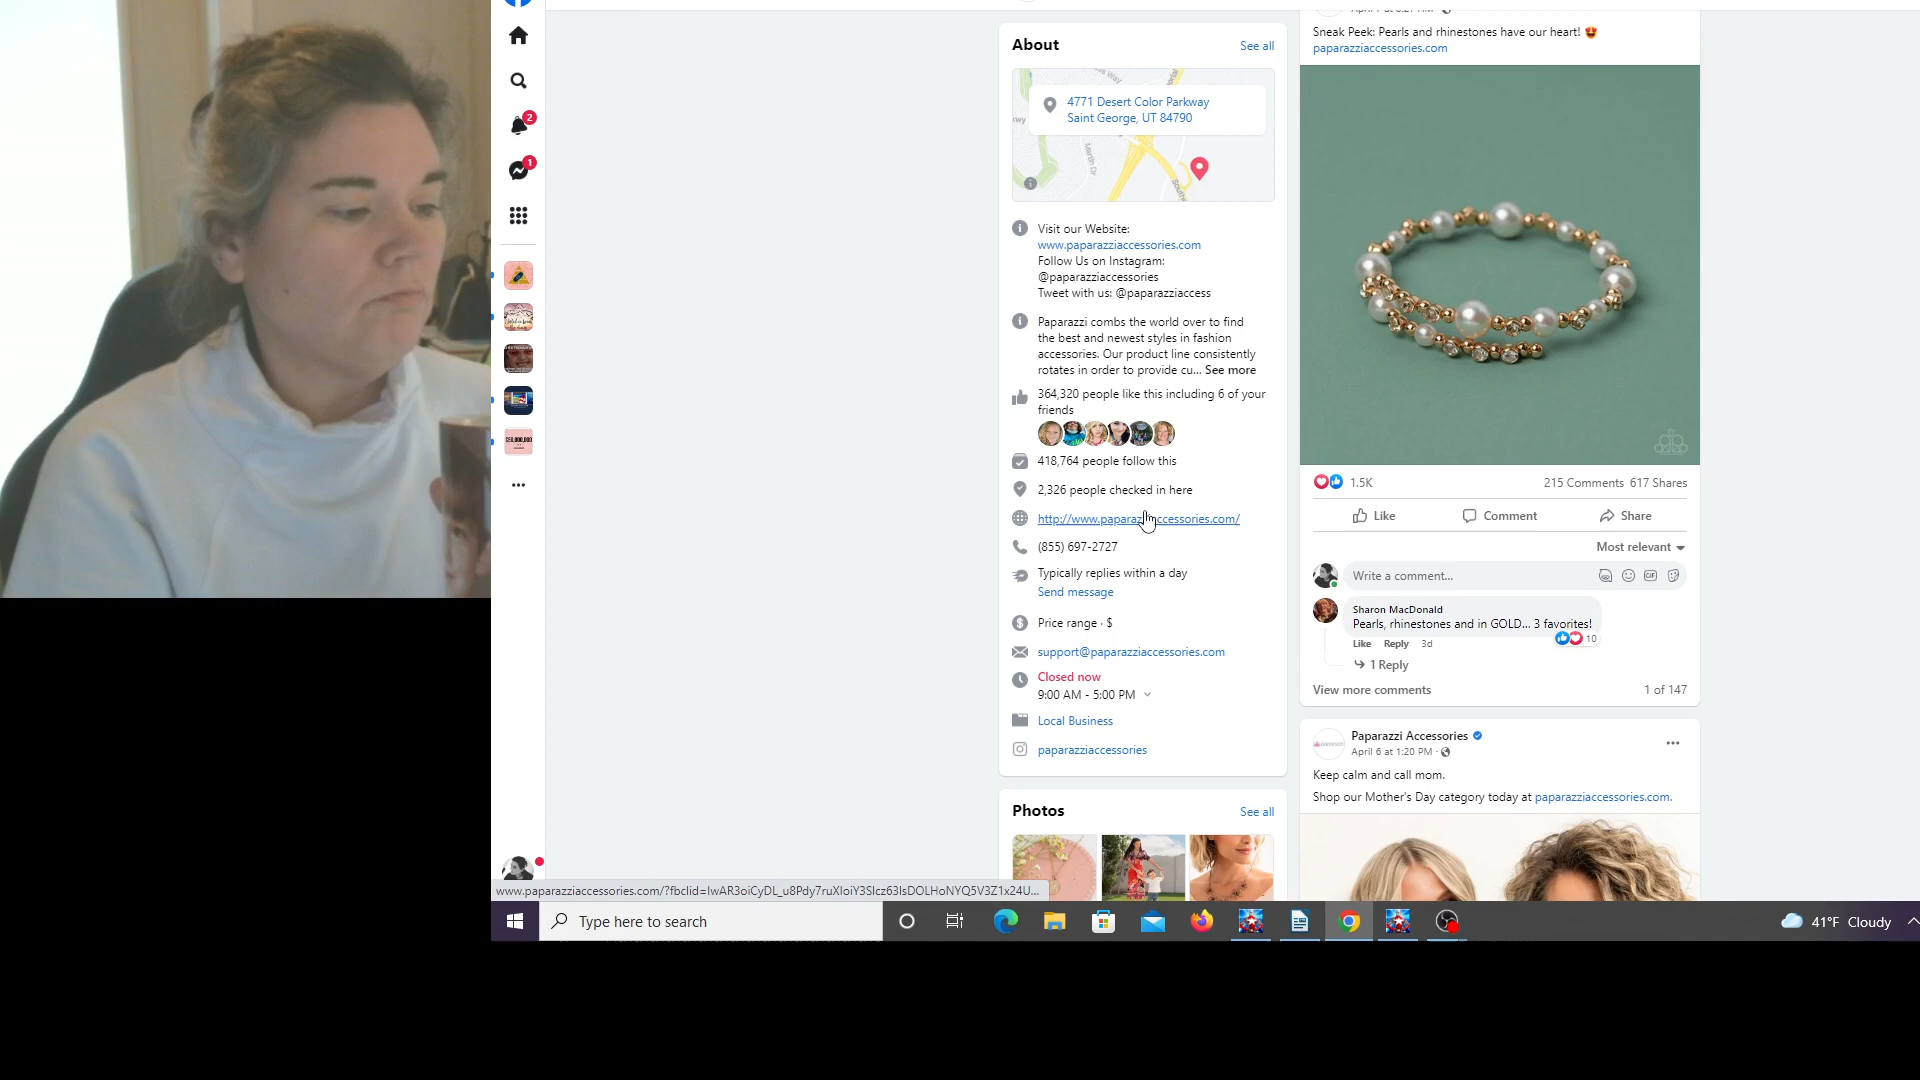 2
1
About
See all
4771 Desert Color Parkway
Saint George, UT 84790
Martin Dr
Visit our Website:
www.paparazziaccessories.com
Follow Us on Instagram:
@paparazziaccessories
Tweet with us: @paparazziaccess
Paparazzi combs the world over to find
the best and newest styles in fashion
accessories. Our product line consistently
rotates in order to provide cu... See more
364,320 people like this including 6 of your
friends
418,764 people follow this
2,326 people checked in here
http://www.paparazziaccessories.com/
(855) 697-2727
Typically replies within a day
Send message
Price range · $
support@paparazziaccessories.com
Closed now
9:00 AM - 5:00 PM
Local Business
paparazziaccessories
Photos
See all
Sneak Peek: Pearls and rhinestones have our heart! 😍
paparazziaccessories.com
1.5K
215 Comments 617 Shares
Like
Comment
Share
Most relevant
Write a comment...
GIF
Sharon MacDonald
Pearls, rhinestones and in GOLD... 3 favorites!
10
Like Reply 3d
1 Reply
View more comments
1 of 147
Paparazzi Accessories
April 6 at 1:20 PM ·
Keep calm and call mom.
Shop our Mother's Day category today at paparazziaccessories.com.
Type here to search
41°F Cloudy